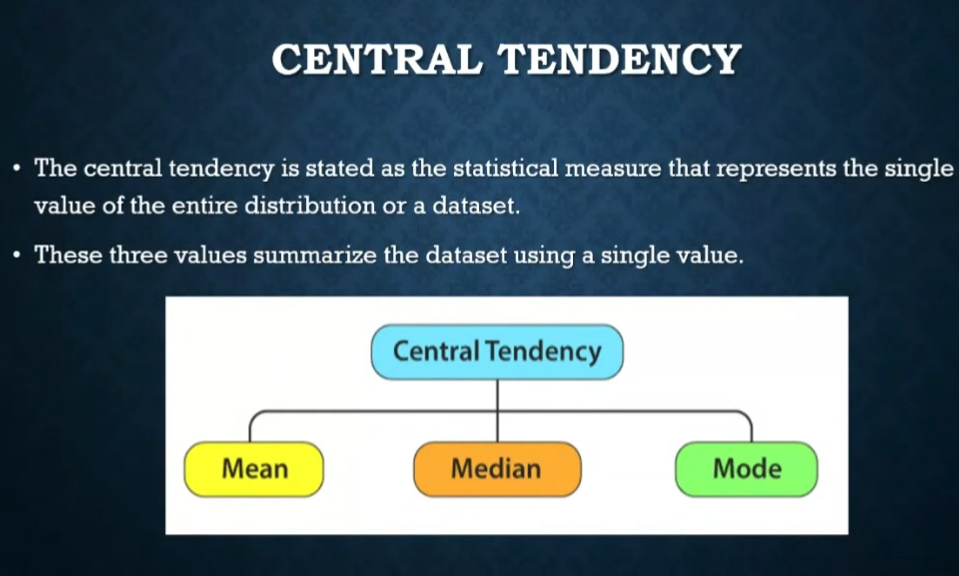 CENTRAL TENDENCY
• The central tendency is stated as the statistical measure that represents the single
value of the entire distribution or a dataset.
• These three values summarize the dataset using a single value.
Central Tendency
Mean Median Mode